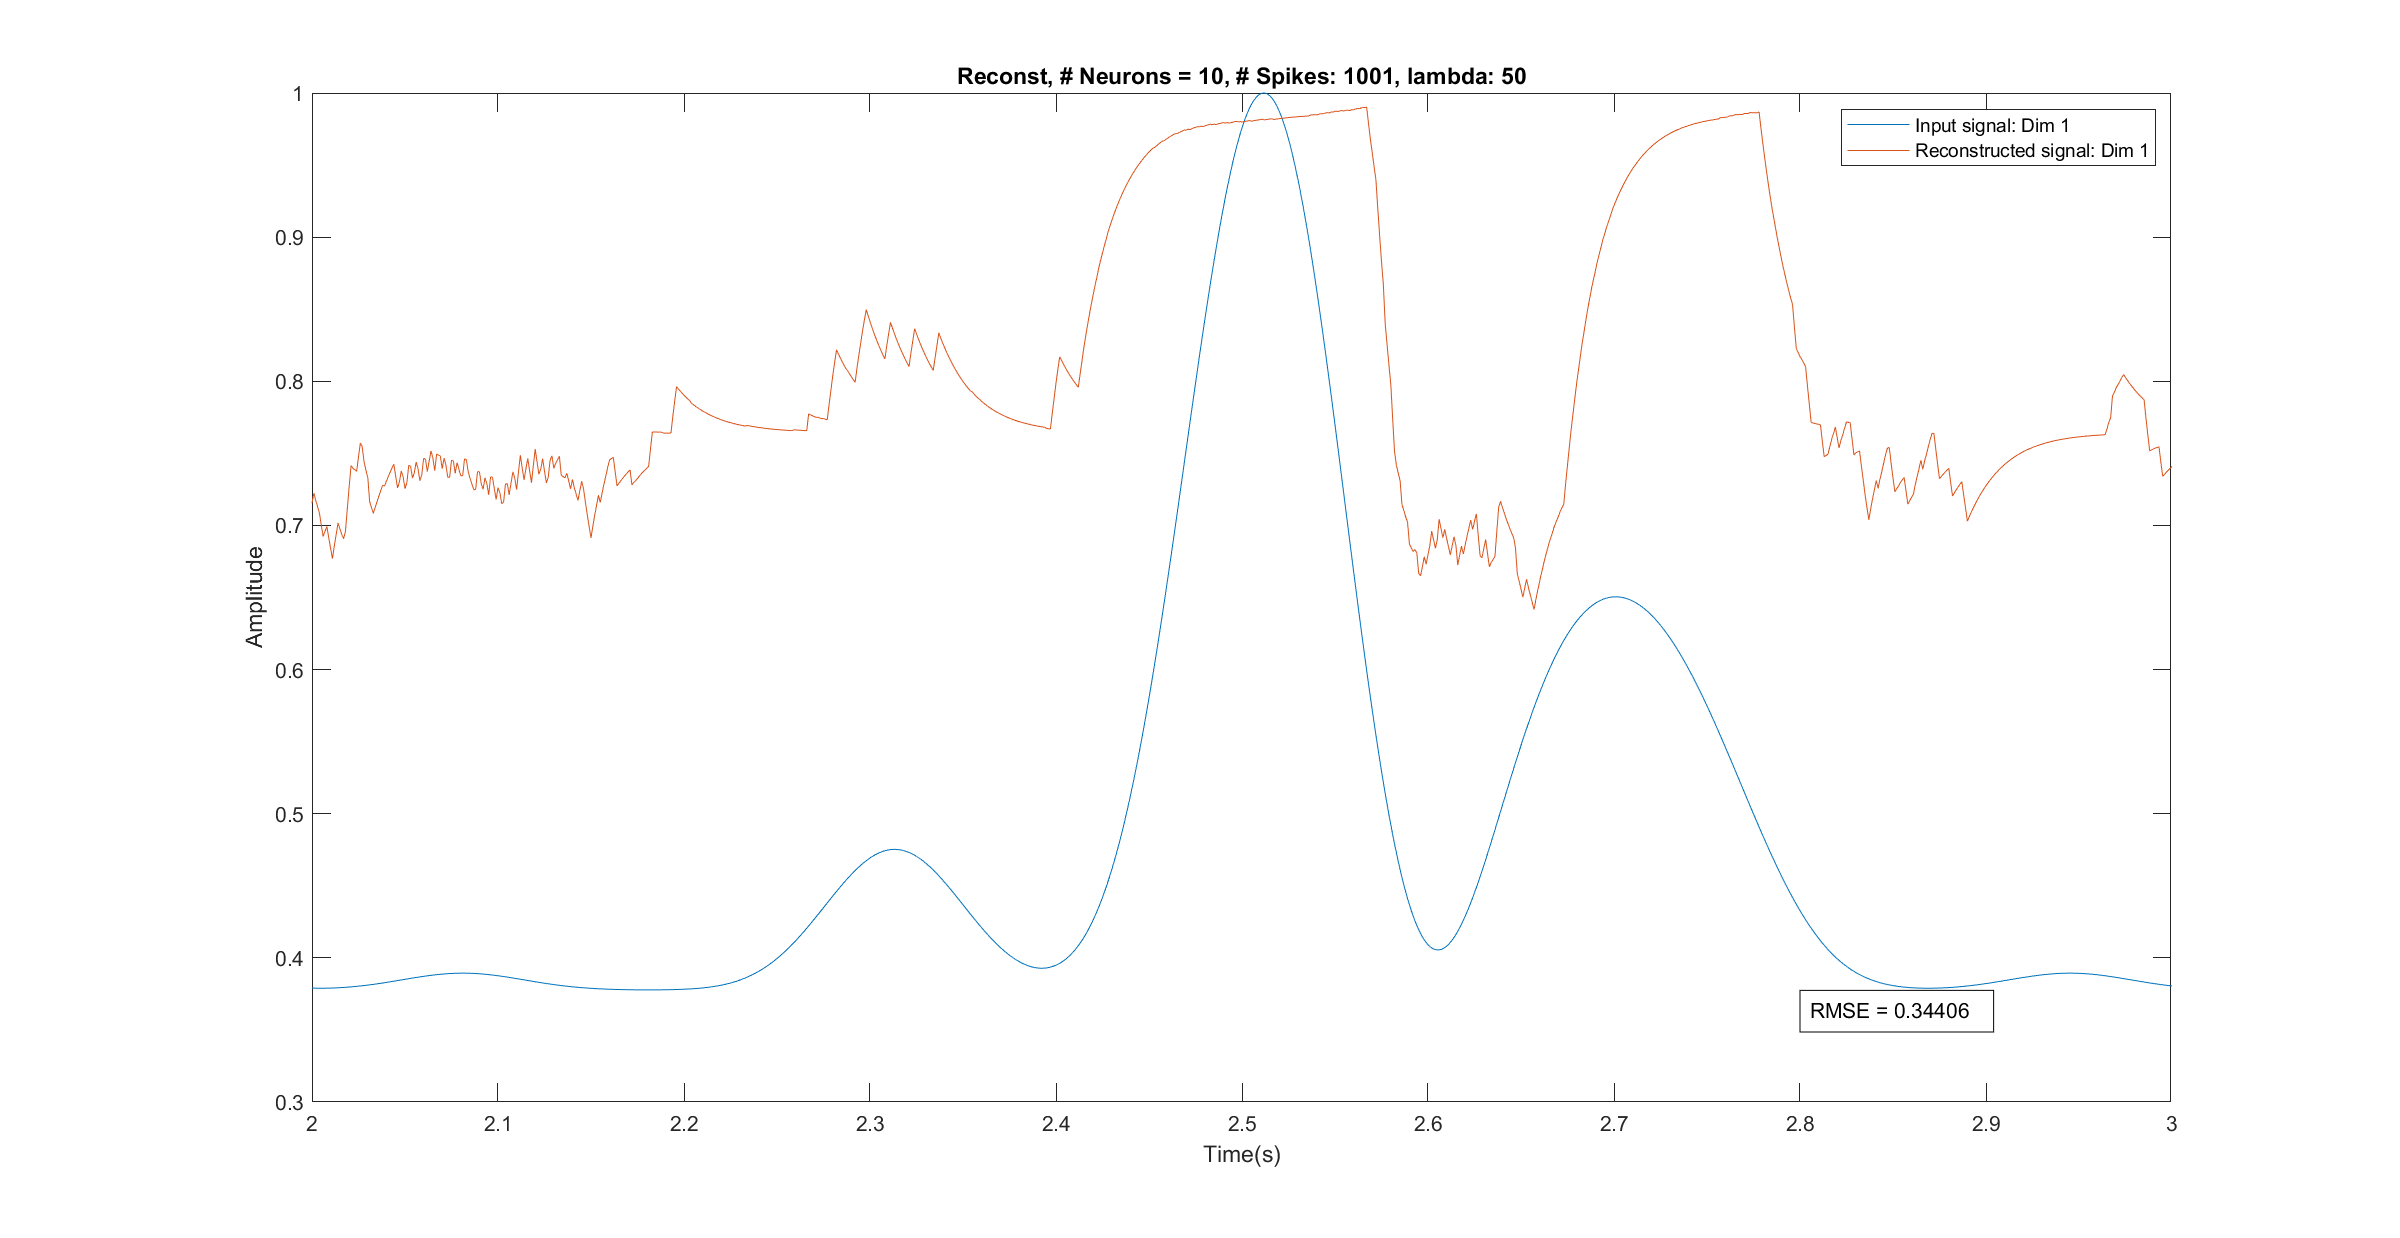 Reconst, # Neurons = 10, # Spikes: 1001, lambda: 50
Input signal: Dim 1
Reconstructed signal: Dim 1
1
0.9
0.8
0.7
0.6
0.5
0.4
0.3
Amplitude
RMSE = 0.34406
2 2.1 2.2 2.3 2.4 2.5 2.6 2.7 2.8 2.9 3
Time(s)